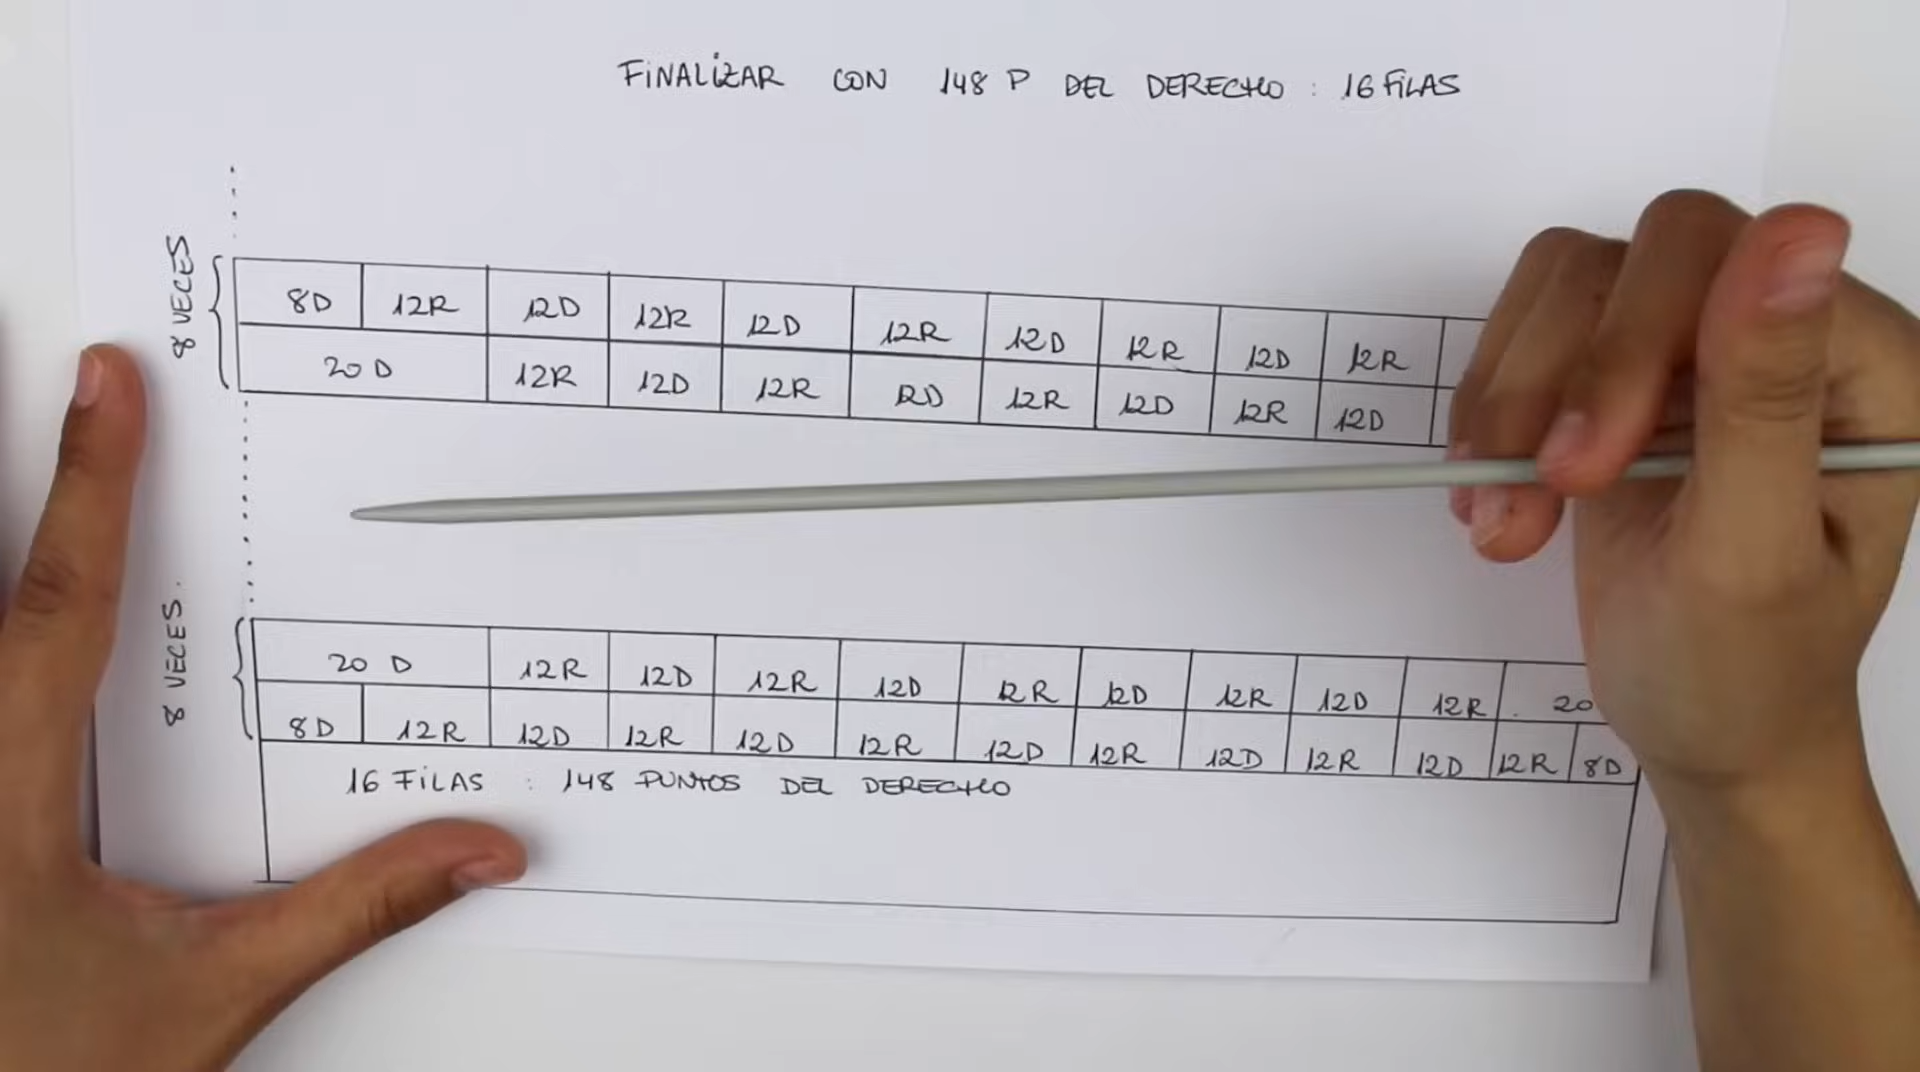 FINALIZAR CON 148 P DEL DERECHO : 16 FILAS
8 VECES
8D 12R 12D 12R 12D 12R 12D 12R 12D 12R
20 D 12R 12D 12R 12D 12R 12D 12R 12D
8 VECES.
20 D 12R 12D 12R 12D 12R 12D 12R 12D 12R 20
8D 12R 12D 12R 12D 12R 12D 12R 12D 12R 12D 12R 8D
16 FILAS : 148 PUNTOS DEL DERECHO